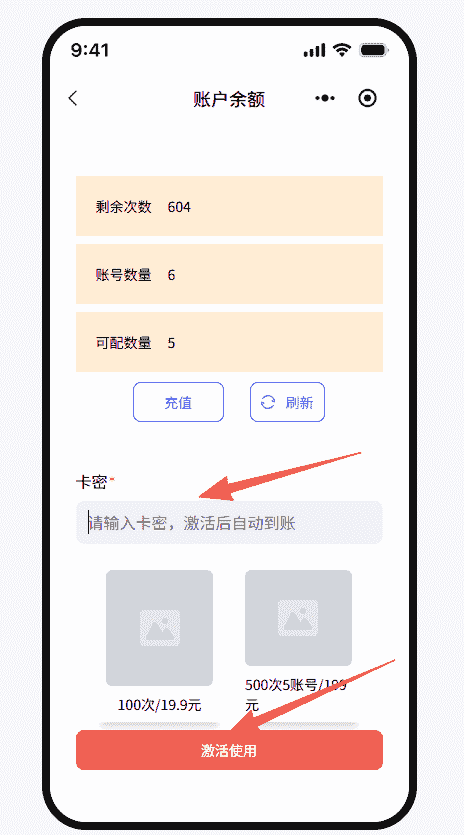 9:41
账户余额
剩余次数 604
账号数量 6
可配数量 5
充值 刷新
卡密*
请输入卡密，激活后自动到账
100次/19.9元
500次5账号/199
元
激活使用